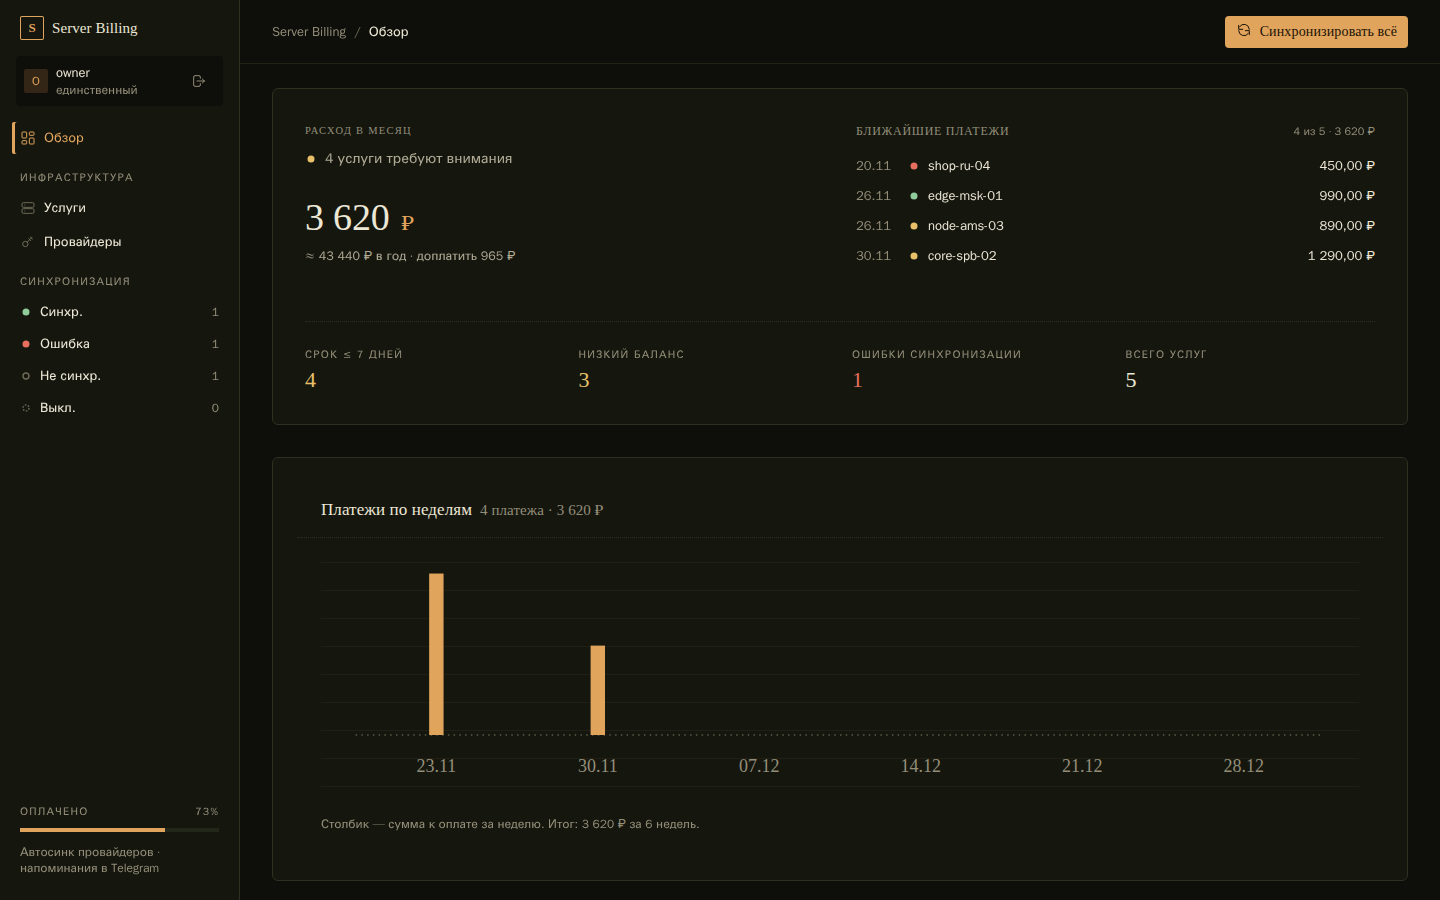 S Server Billing
O owner
единственный
Обзор
ИНФРАСТРУКТУРА
Услуги
Провайдеры
СИНХРОНИЗАЦИЯ
Синхр. 1
Ошибка 1
Не синхр. 1
Выкл. 0
ОПЛАЧЕНО 73%
Автосинк провайдеров ·
напоминания в Telegram
Server Billing / Обзор
Синхронизировать всё
РАСХОД В МЕСЯЦ
4 услуги требуют внимания
3 620 ₽
≈ 43 440 ₽ в год · доплатить 965 ₽
БЛИЖАЙШИЕ ПЛАТЕЖИ 4 из 5 · 3 620 ₽
20.11 shop-ru-04 450,00 ₽
26.11 edge-msk-01 990,00 ₽
26.11 node-ams-03 890,00 ₽
30.11 core-spb-02 1 290,00 ₽
СРОК ≤ 7 ДНЕЙ НИЗКИЙ БАЛАНС ОШИБКИ СИНХРОНИЗАЦИИ ВСЕГО УСЛУГ
4 3 1 5
Платежи по неделям 4 платежа · 3 620 ₽
23.11 30.11 07.12 14.12 21.12 28.12
Столбик — сумма к оплате за неделю. Итог: 3 620 ₽ за 6 недель.